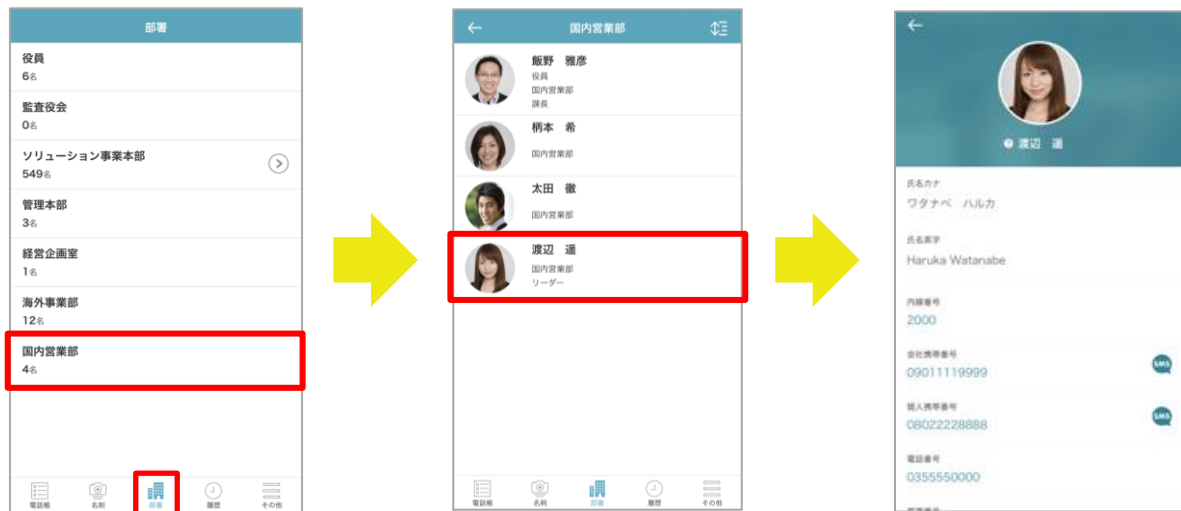 部署
役員
6名
監査役会
0名
ソリューション事業本部
549名
管理本部
3名
経営企画室
1名
海外事業部
12名
国内営業部
4名
電話帳
名刺
部署
履歴
その他
国内営業部
飯野 雅彦
役員
国内営業部
課長
柄本 希
国内営業部
太田 徹
国内営業部
渡辺 遥
国内営業部
リーダー
電話帳
名刺
部署
履歴
その他
渡辺 遥
氏名カナ
ワタナベ ハルカ
氏名英字
Haruka Watanabe
内線番号
2000
会社携帯番号
09011119999
SMS
個人携帯番号
08022228888
SMS
電話番号
0355550000